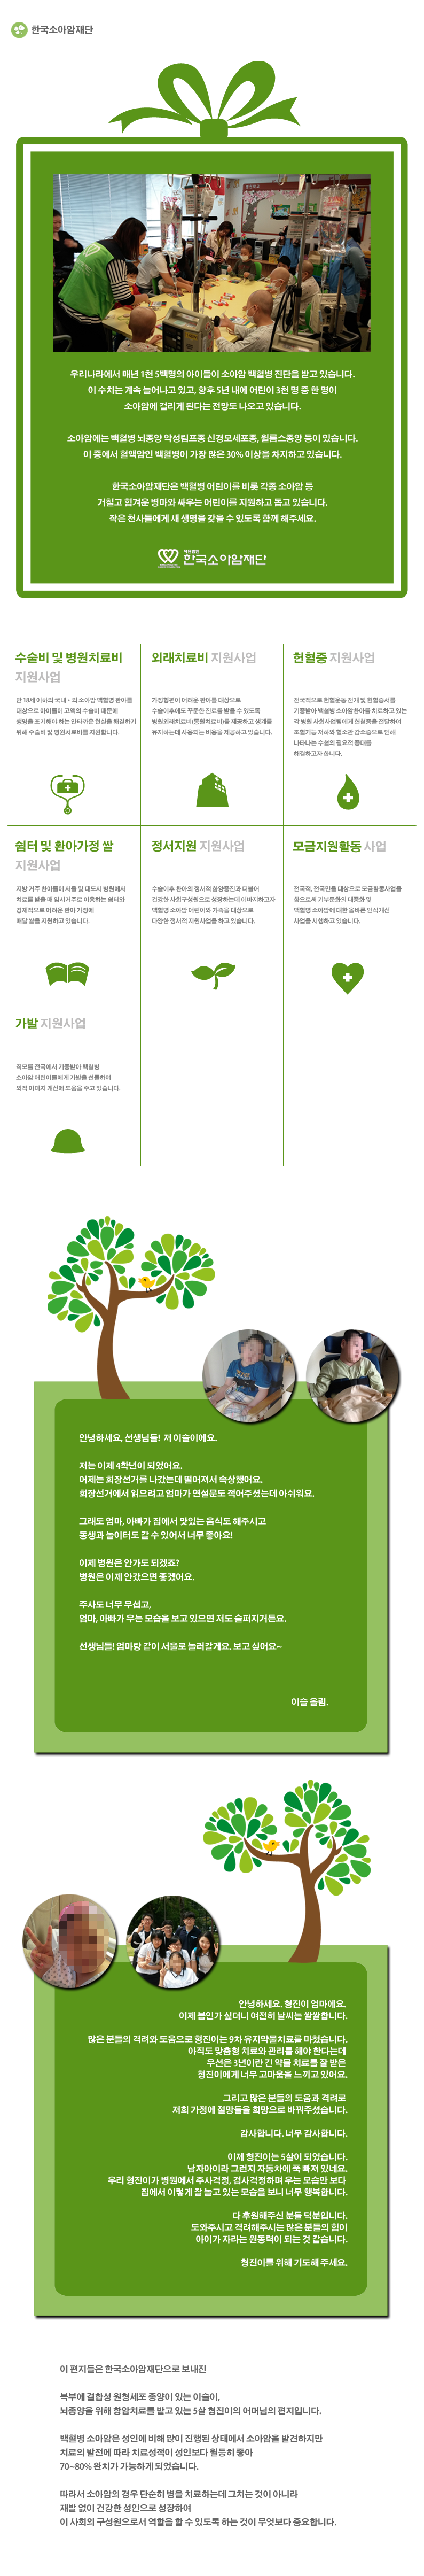 한국소아암재단
우리나라에서 매년 1천 5백명의 아이들이 소아암 백혈병 진단을 받고 있습니다.
이 수치는 계속 늘어나고 있고, 향후 5년 내에 어린이 3천 명 중 한 명이
소아암에 걸리게 된다는 전망도 나오고 있습니다.
소아암에는 백혈병 뇌종양 악성림프종 신경모세포종, 윌름스종양 등이 있습니다.
이 중에서 혈액암인 백혈병이 가장 많은 30% 이상을 차지하고 있습니다.
한국소아암재단은 백혈병 어린이를 비롯 각종 소아암 등
거칠고 힘겨운 병마와 싸우는 어린이를 지원하고 돕고 있습니다.
작은 천사들에게 새 생명을 갖을 수 있도록 함께 해주세요.
재단법인
한국소아암재단
수술비 및 병원치료비
지원사업
만 18세 이하의 국내·외 소아암 백혈병 환아를
대상으로 아이들이 고액의 수술비 때문에
생명을 포기해야 하는 안타까운 현실을 해결하기
위해 수술비 및 병원치료비를 지원합니다.
외래치료비 지원사업
가정형편이 어려운 환아를 대상으로
수술이후에도 꾸준한 진료를 받을 수 있도록
병원외래치료비(통원치료비)를 제공하고 생계를
유지하는데 사용되는 비용을 제공하고 있습니다.
헌혈증 지원사업
전국적으로 헌혈운동 전개 및 헌혈증서를
기증받아 백혈병 소아암환아를 치료하고 있는
각 병원 사회사업팀에게 헌혈증을 전달하여
조혈기능 저하와 혈소판 감소증으로 인해
나타나는 수혈의 필요적 증대를
해결하고자 합니다.
쉼터 및 환아가정 쌀
지원사업
지방 거주 환아들이 서울 및 대도시 병원에서
치료를 받을 때 임시거주로 이용하는 쉼터와
경제적으로 어려운 환아 가정에
매달 쌀을 지원하고 있습니다.
정서지원 지원사업
수술이후 환아의 정서적 함양증진과 더불어
건강한 사회구성원으로 성장하는데 이바지하고자
백혈병 소아암 어린이와 가족을 대상으로
다양한 정서적 지원사업을 하고 있습니다.
모금지원활동 사업
전국적, 전국민을 대상으로 모금활동사업을
함으로써 기부문화의 대중화 및
백혈병 소아암에 대한 올바른 인식개선
사업을 시행하고 있습니다.
가발 지원사업
직모를 전국에서 기증받아 백혈병
소아암 어린이들에게 가발을 선물하여
외적 이미지 개선에 도움을 주고 있습니다.
안녕하세요, 선생님들! 저 이슬이에요.
저는 이제 4학년이 되었어요.
어제는 회장선거를 나갔는데 떨어져서 속상했어요.
회장선거에서 읽으려고 엄마가 연설문도 적어주셨는데 아쉬워요.
그래도 엄마, 아빠가 집에서 맛있는 음식도 해주시고
동생과 놀이터도 갈 수 있어서 너무 좋아요!
이제 병원은 안가도 되겠죠?
병원은 이제 안갔으면 좋겠어요.
주사도 너무 무섭고,
엄마, 아빠가 우는 모습을 보고 있으면 저도 슬퍼지거든요.
선생님들! 엄마랑 같이 서울로 놀러갈게요. 보고 싶어요~
이슬 올림.
안녕하세요. 형진이 엄마에요.
이제 봄인가 싶더니 여전히 날씨는 쌀쌀합니다.
많은 분들의 격려와 도움으로 형진이는 9차 유지약물치료를 마쳤습니다.
아직도 맞춤형 치료와 관리를 해야 한다는데
우선은 3년이란 긴 약물 치료를 잘 받은
형진이에게 너무 고마움을 느끼고 있어요.
그리고 많은 분들의 도움과 격려로
저희 가정에 절망들을 희망으로 바꿔주셨습니다.
감사합니다. 너무 감사합니다.
이제 형진이는 5살이 되었습니다.
남자아이라 그런지 자동차에 푹 빠져 있네요.
우리 형진이가 병원에서 주사걱정, 검사걱정하며 우는 모습만 보다
집에서 이렇게 잘 놀고 있는 모습을 보니 너무 행복합니다.
다 후원해주신 분들 덕분입니다.
도와주시고 격려해주시는 많은 분들의 힘이
아이가 자라는 원동력이 되는 것 같습니다.
형진이를 위해 기도해 주세요.
이 편지들은 한국소아암재단으로 보내진
복부에 결합성 원형세포 종양이 있는 이슬이,
뇌종양을 위해 항암치료를 받고 있는 5살 형진이의 어머님의 편지입니다.
백혈병 소아암은 성인에 비해 많이 진행된 상태에서 소아암을 발견하지만
치료의 발전에 따라 치료성적이 성인보다 월등히 좋아
70~80% 완치가 가능하게 되었습니다.
따라서 소아암의 경우 단순히 병을 치료하는데 그치는 것이 아니라
재발 없이 건강한 성인으로 성장하여
이 사회의 구성원으로서 역할을 할 수 있도록 하는 것이 무엇보다 중요합니다.